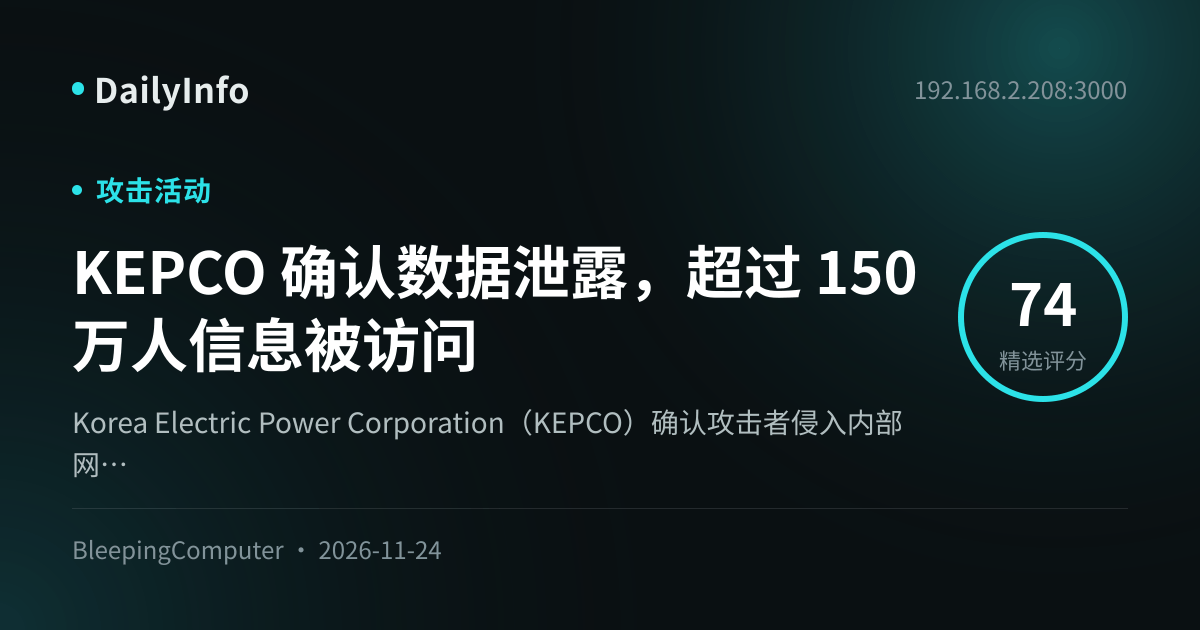 DailyInfo
192.168.2.208:3000
攻击活动
KEPCO 确认数据泄露，超过 150
万人信息被访问
74
精选评分
Korea Electric Power Corporation（KEPCO）确认攻击者侵入内部
网…
BleepingComputer · 2026-11-24